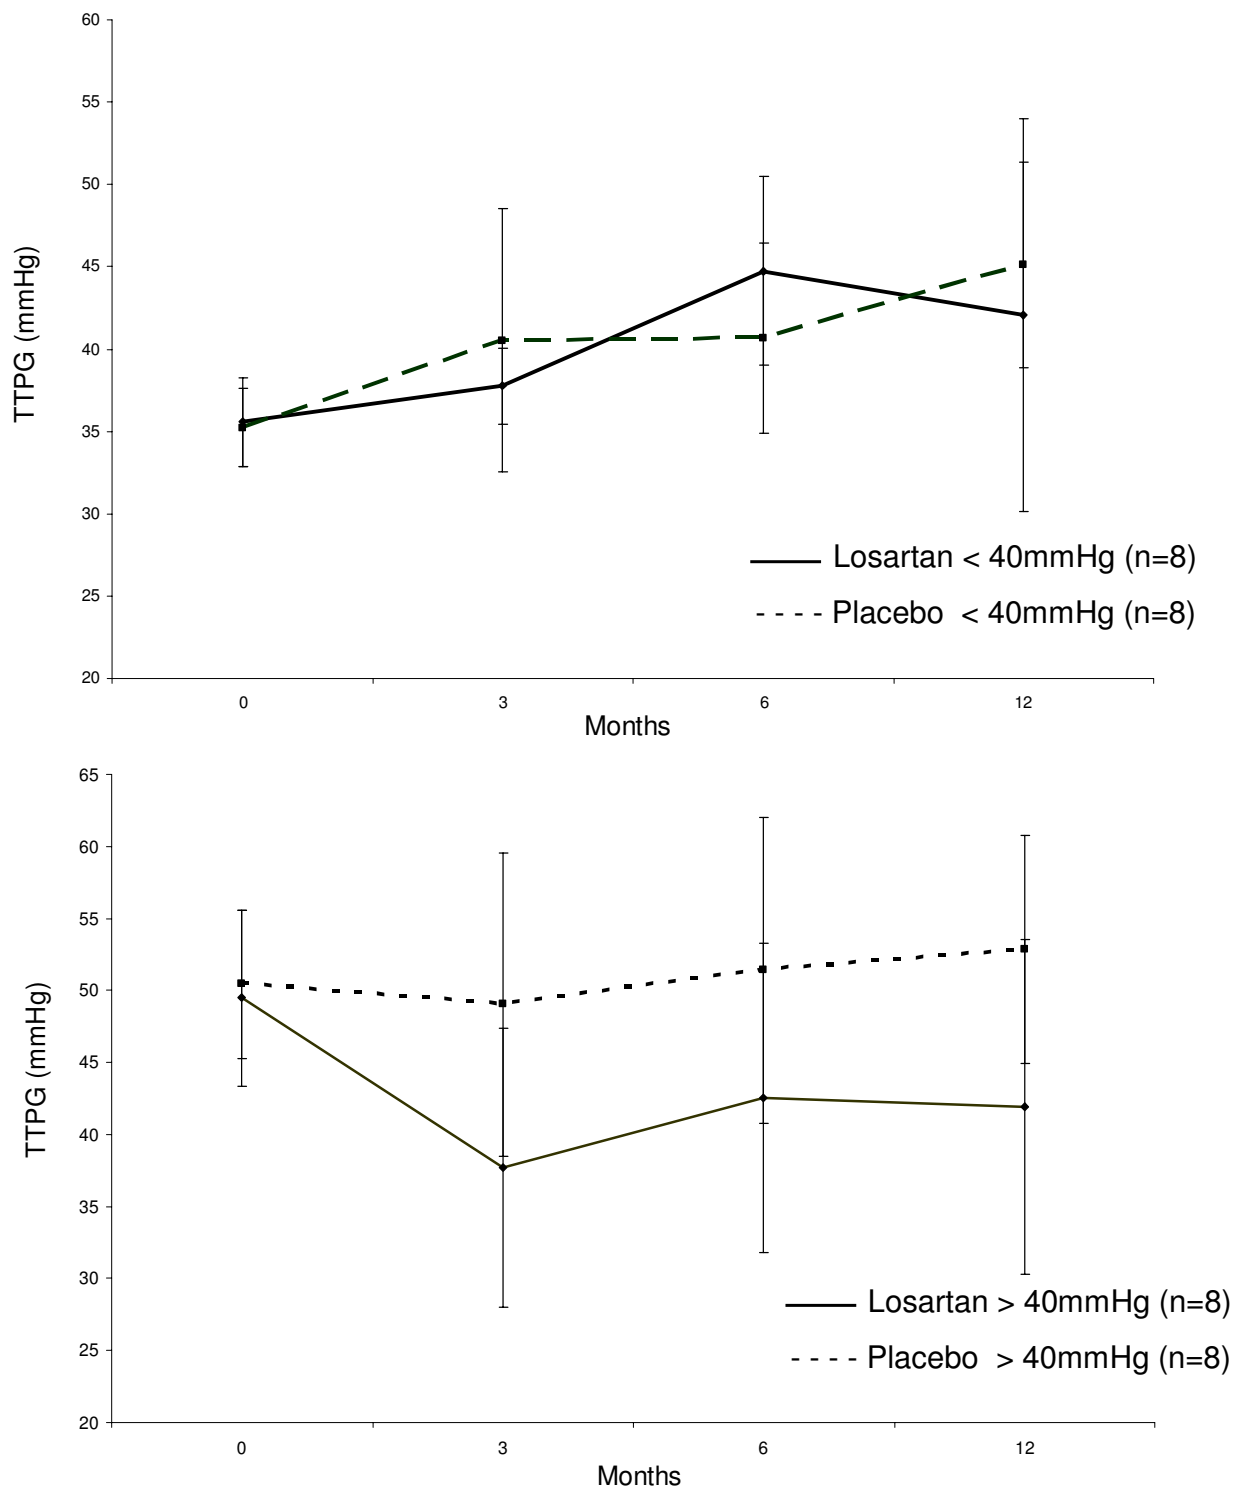 60
55
50
45
40
35
30
25
20
TTPG (mmHg)
Losartan < 40mmHg (n=8)
Placebo < 40mmHg (n=8)
0 3 6 12
Months
65
60
55
50
45
40
35
30
25
20
TTPG (mmHg)
Losartan > 40mmHg (n=8)
Placebo > 40mmHg (n=8)
0 3 6 12
Months